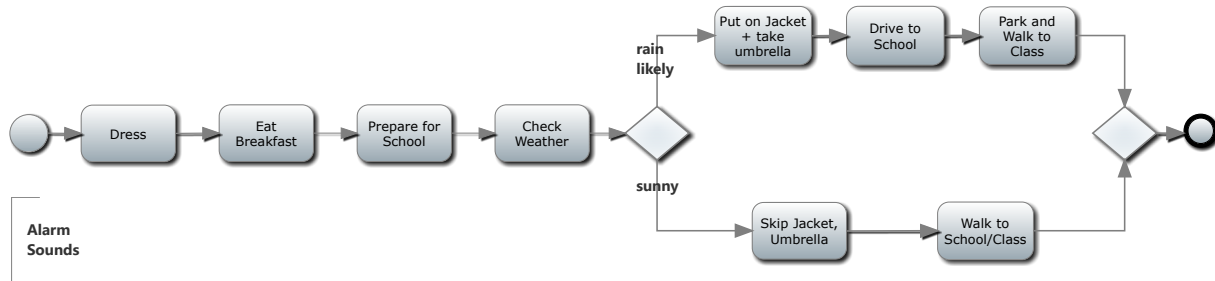 Dress
Eat
Breakfast
Prepare for
School
Check
Weather
rain
likely
Put on Jacket
+ take
umbrella
Drive to
School
Park and
Walk to
Class
sunny
Skip Jacket,
Umbrella
Walk to
School/Class
Alarm
Sounds